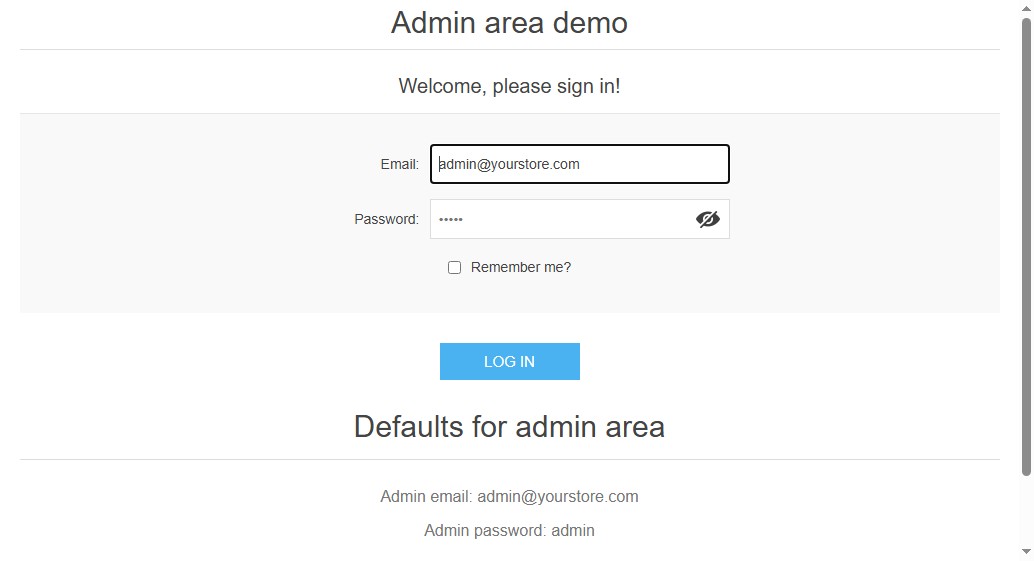 Admin area demo
Welcome, please sign in!
Email: admin@yourstore.com
Password: •••••
Remember me?
LOG IN
Defaults for admin area
Admin email: admin@yourstore.com
Admin password: admin